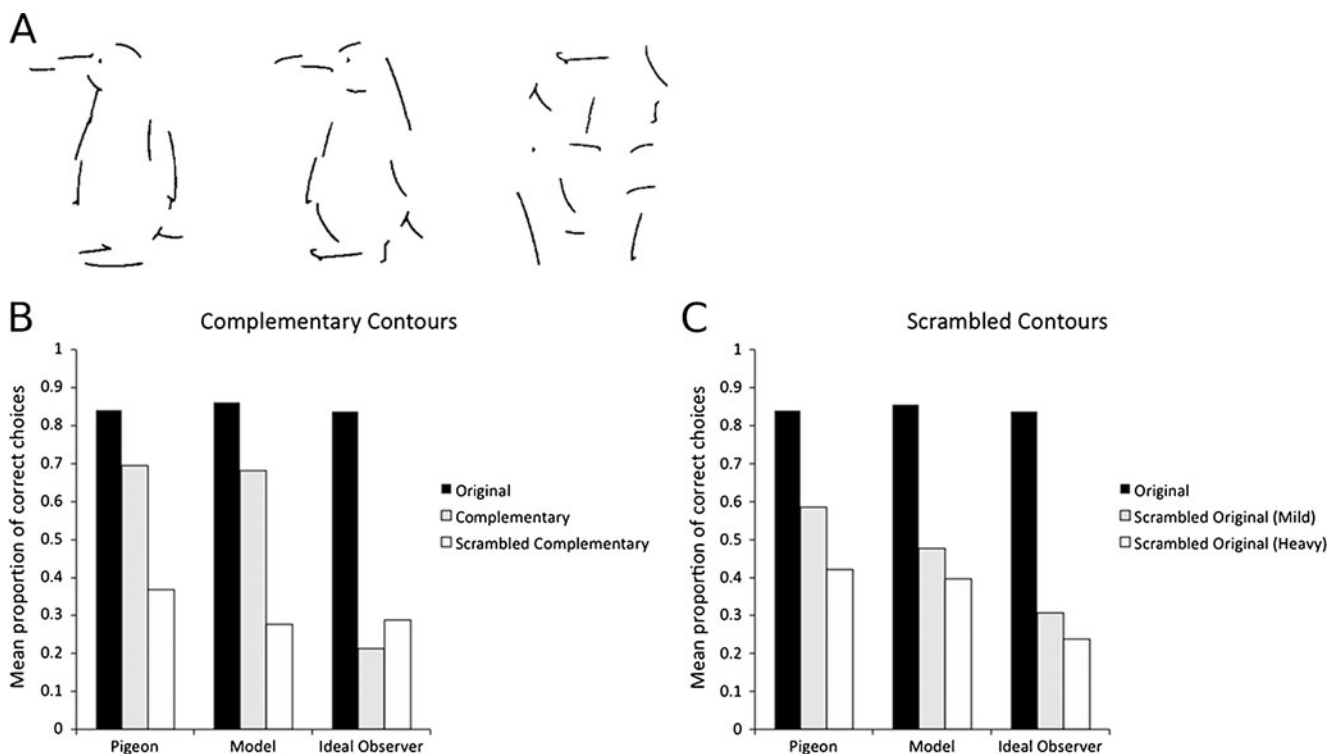 A
B
Complementary Contours
Mean proportion of correct choices
1
0.9
0.8
0.7
0.6
0.5
0.4
0.3
0.2
0.1
0
Pigeon Model Ideal Observer
Original
Complementary
Scrambled Complementary
C
Scrambled Contours
Mean proportion of correct choices
1
0.9
0.8
0.7
0.6
0.5
0.4
0.3
0.2
0.1
0
Pigeon Model Ideal Observer
Original
Scrambled Original (Mild)
Scrambled Original (Heavy)